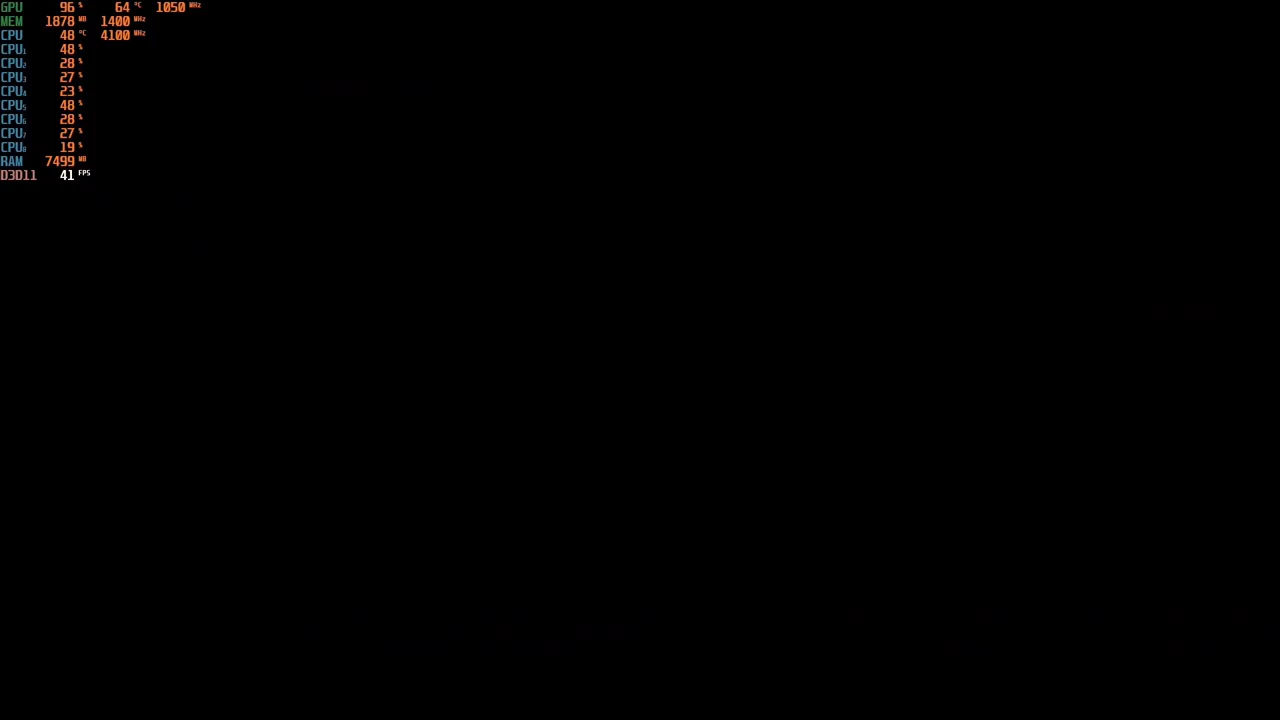 GPU 96 % 64 °C 1050 MHz
MEM 1878 MB 1400 MHz
CPU 48 °C 4100 MHz
CPU1 48 %
CPU2 28 %
CPU3 27 %
CPU4 23 %
CPU5 48 %
CPU6 28 %
CPU7 27 %
CPU8 19 %
RAM 7499 MB
D3D11 41 FPS